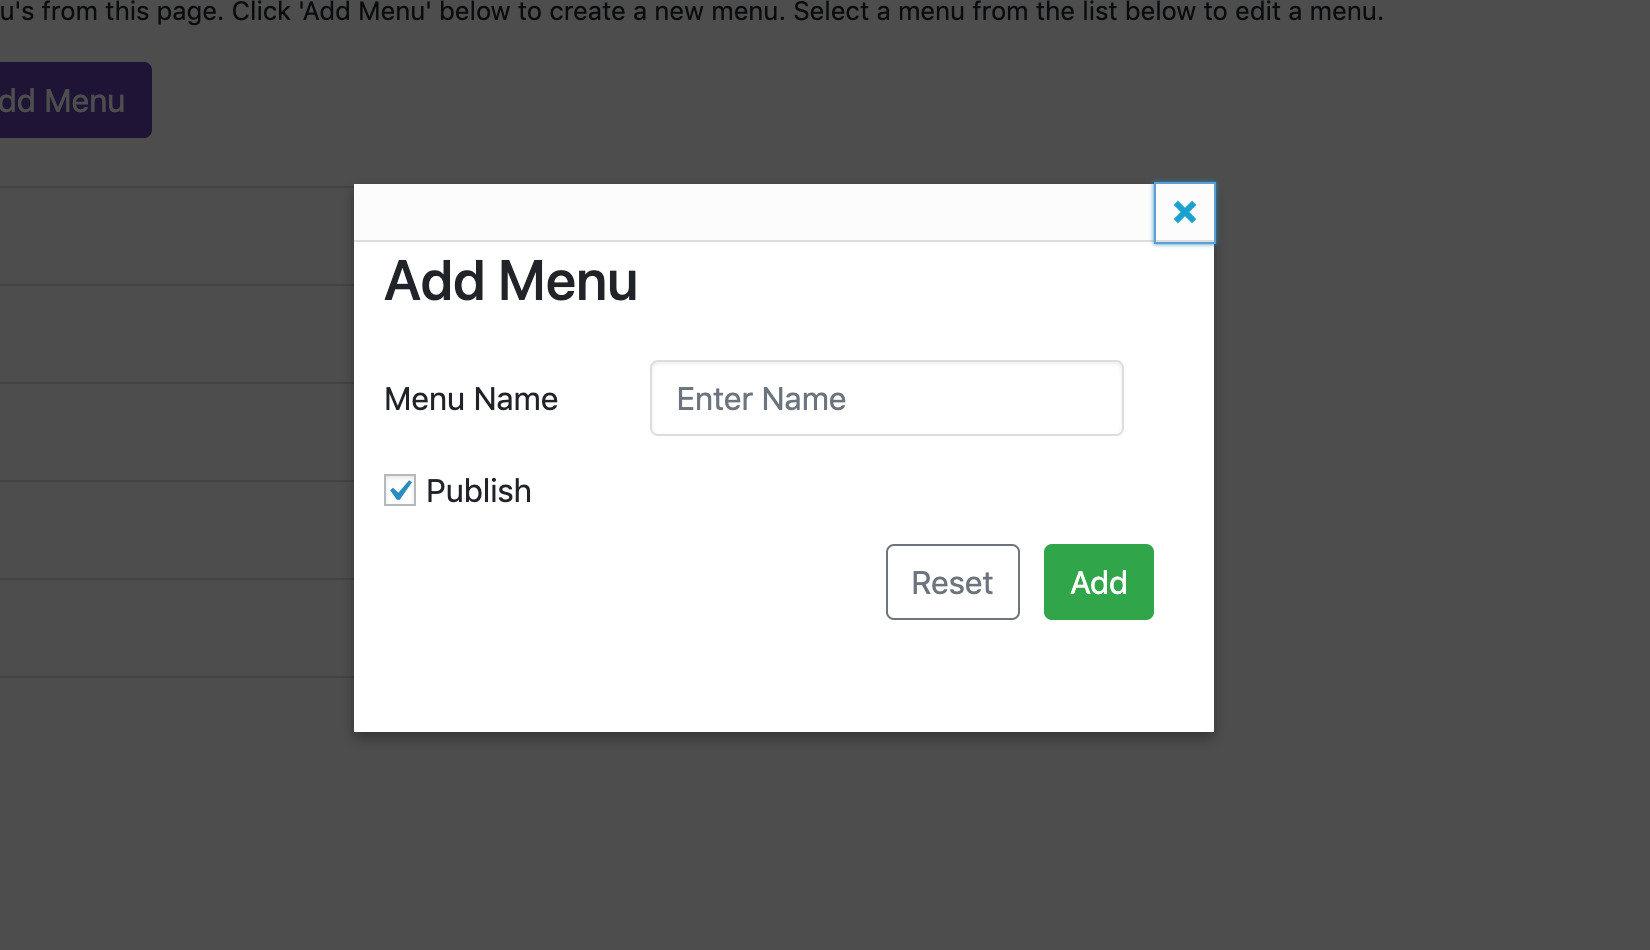 u's from this page. Click 'Add Menu' below to create a new menu. Select a menu from the list below to edit a menu.
dd Menu
Add Menu
Menu Name
Enter Name
Publish
Reset
Add